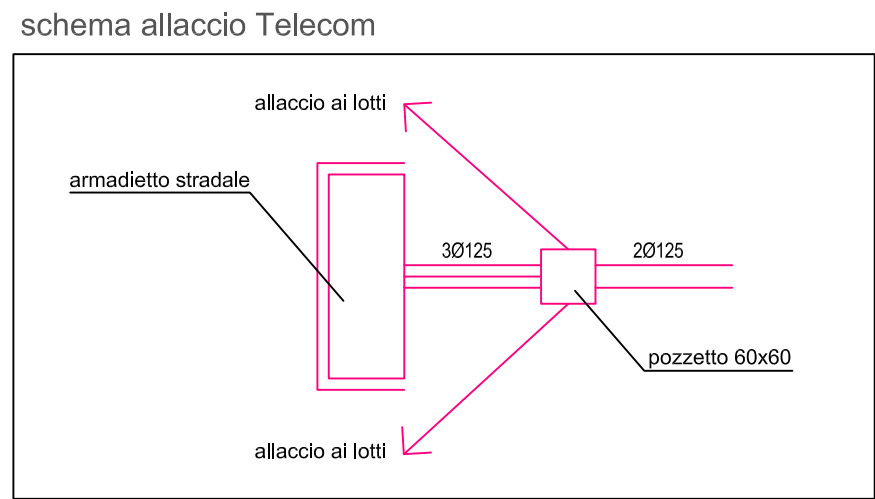 schema allaccio Telecom
allaccio ai lotti
armadietto stradale
3Ø125
2Ø125
pozzetto 60x60
allaccio ai lotti